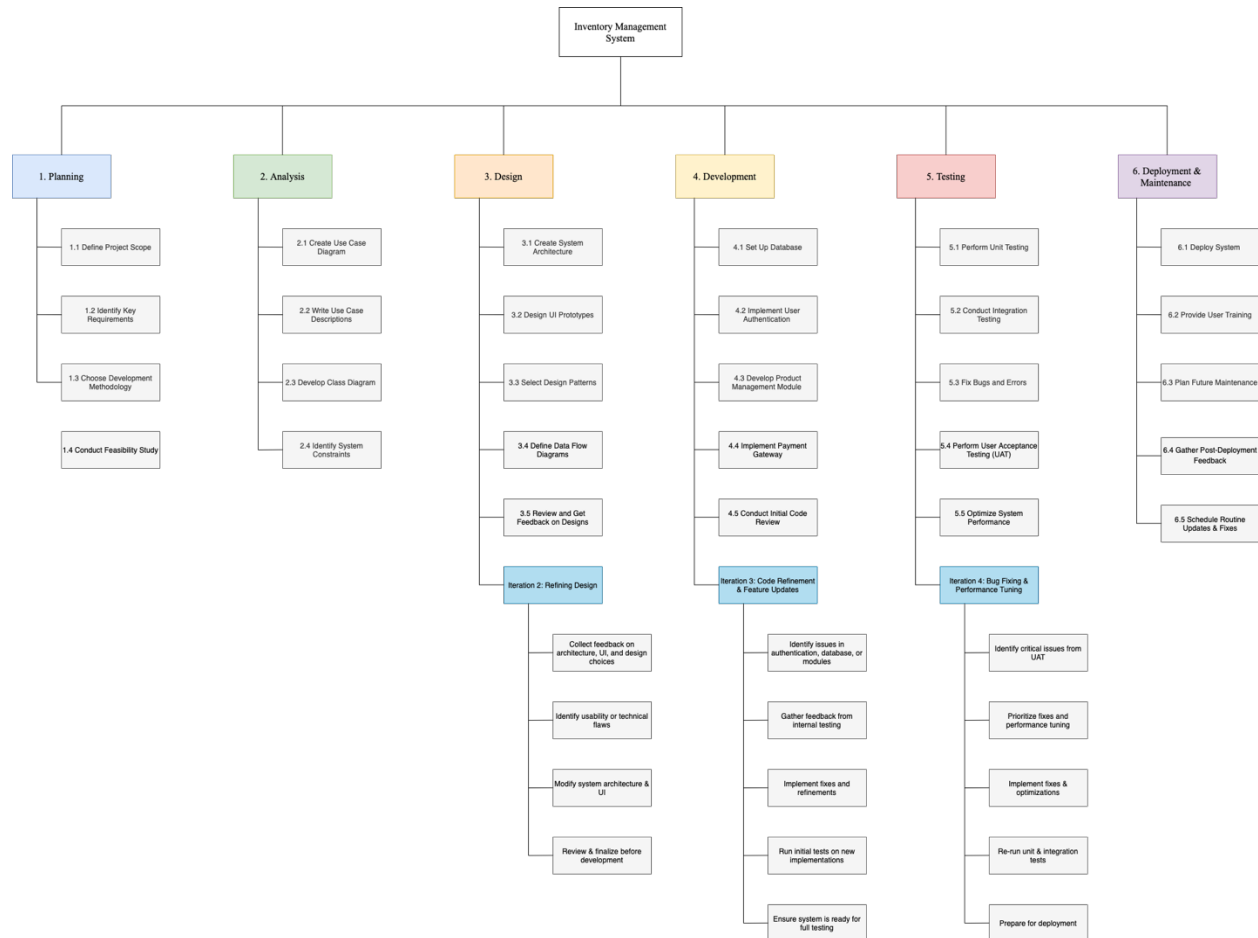 Inventory Management
System
1. Planning
2. Analysis
3. Design
4. Development
5. Testing
6. Deployment &
Maintenance
1.1 Define Project Scope
1.2 Identify Key
Requirements
1.3 Choose Development
Methodology
1.4 Conduct Feasibility Study
2.1 Create Use Case
Diagram
2.2 Write Use Case
Descriptions
2.3 Develop Class Diagram
2.4 Identify System
Constraints
3.1 Create System
Architecture
3.2 Design UI Prototypes
3.3 Select Design Patterns
3.4 Define Data Flow
Diagrams
3.5 Review and Get
Feedback on Designs
Iteration 2: Refining Design
Collect feedback on
architecture, UI, and design
choices
Identify usability or technical
flaws
Modify system architecture &
UI
Review & finalize before
development
4.1 Set Up Database
4.2 Implement User
Authentication
4.3 Develop Product
Management Module
4.4 Implement Payment
Gateway
4.5 Conduct Initial Code
Review
Iteration 3: Code Refinement
& Feature Updates
Identify issues in
authentication, database, or
modules
Gather feedback from
internal testing
Implement fixes and
refinements
Run initial tests on new
implementations
Ensure system is ready for
full testing
5.1 Perform Unit Testing
5.2 Conduct Integration
Testing
5.3 Fix Bugs and Errors
5.4 Perform User Acceptance
Testing (UAT)
5.5 Optimize System
Performance
Iteration 4: Bug Fixing &
Performance Tuning
Identify critical issues from
UAT
Prioritize fixes and
performance tuning
Implement fixes &
optimizations
Re-run unit & integration
tests
Prepare for deployment
6.1 Deploy System
6.2 Provide User Training
6.3 Plan Future Maintenance
6.4 Gather Post-Deployment
Feedback
6.5 Schedule Routine
Updates & Fixes